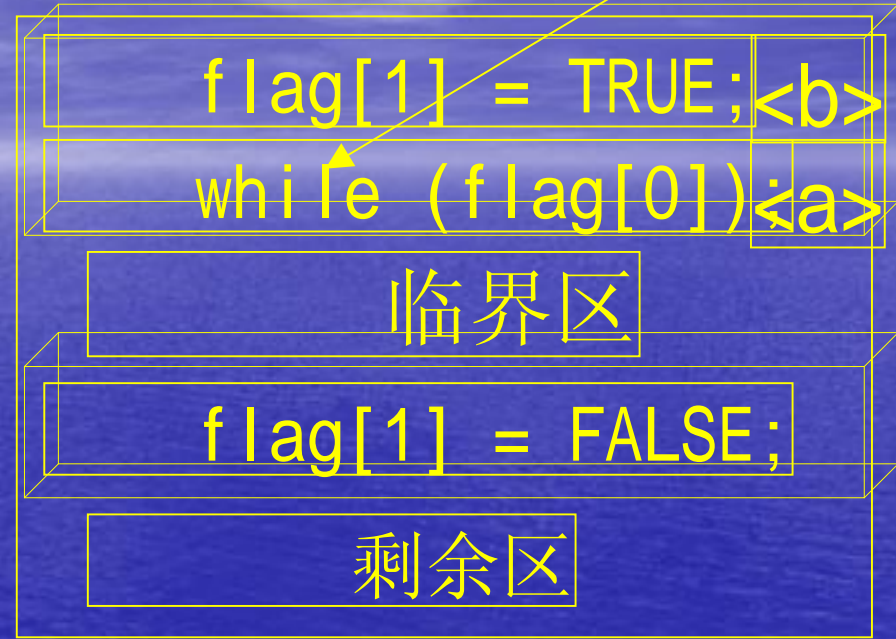 flag[1] = TRUE; <b>
while (flag[0]); <a>
临界区
flag[1] = FALSE;
剩余区